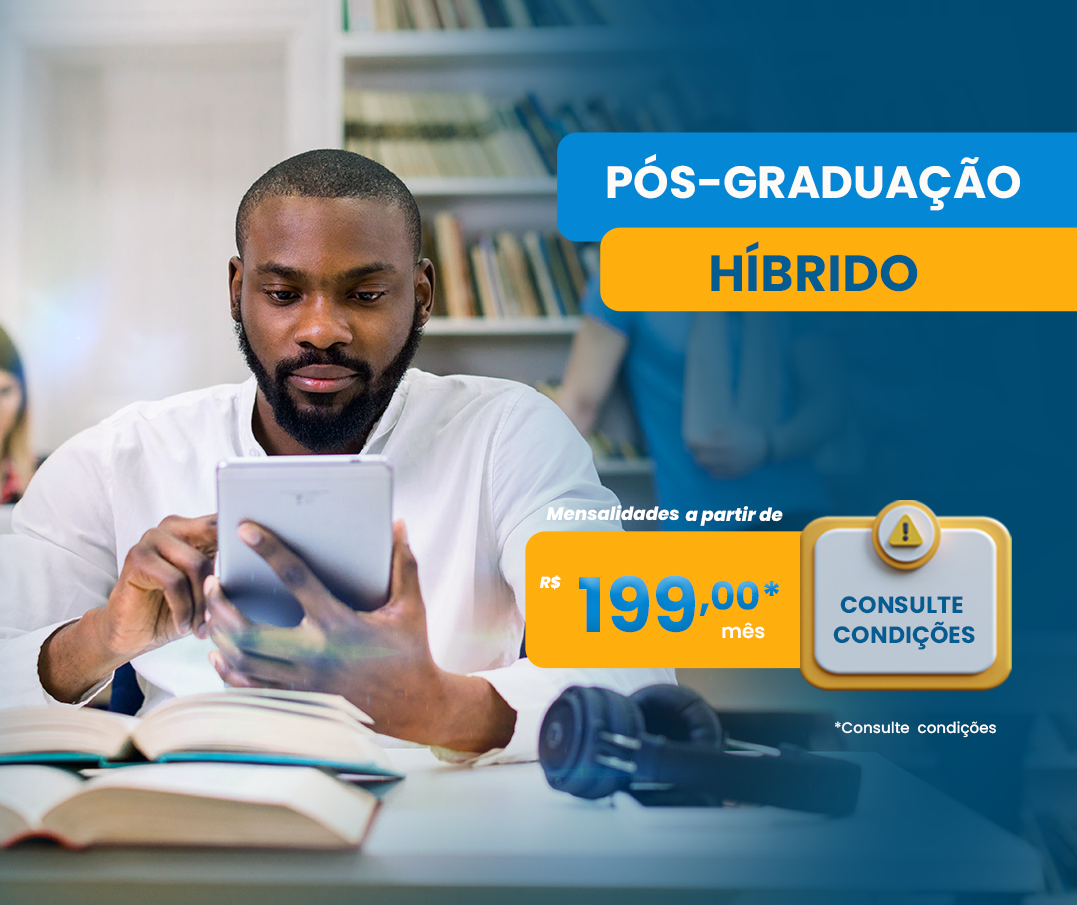 PÓS-GRADUAÇÃO
HÍBRIDO
Mensalidades a partir de
R$ 199,00*
mês
CONSULTE
CONDIÇÕES
*Consulte condições